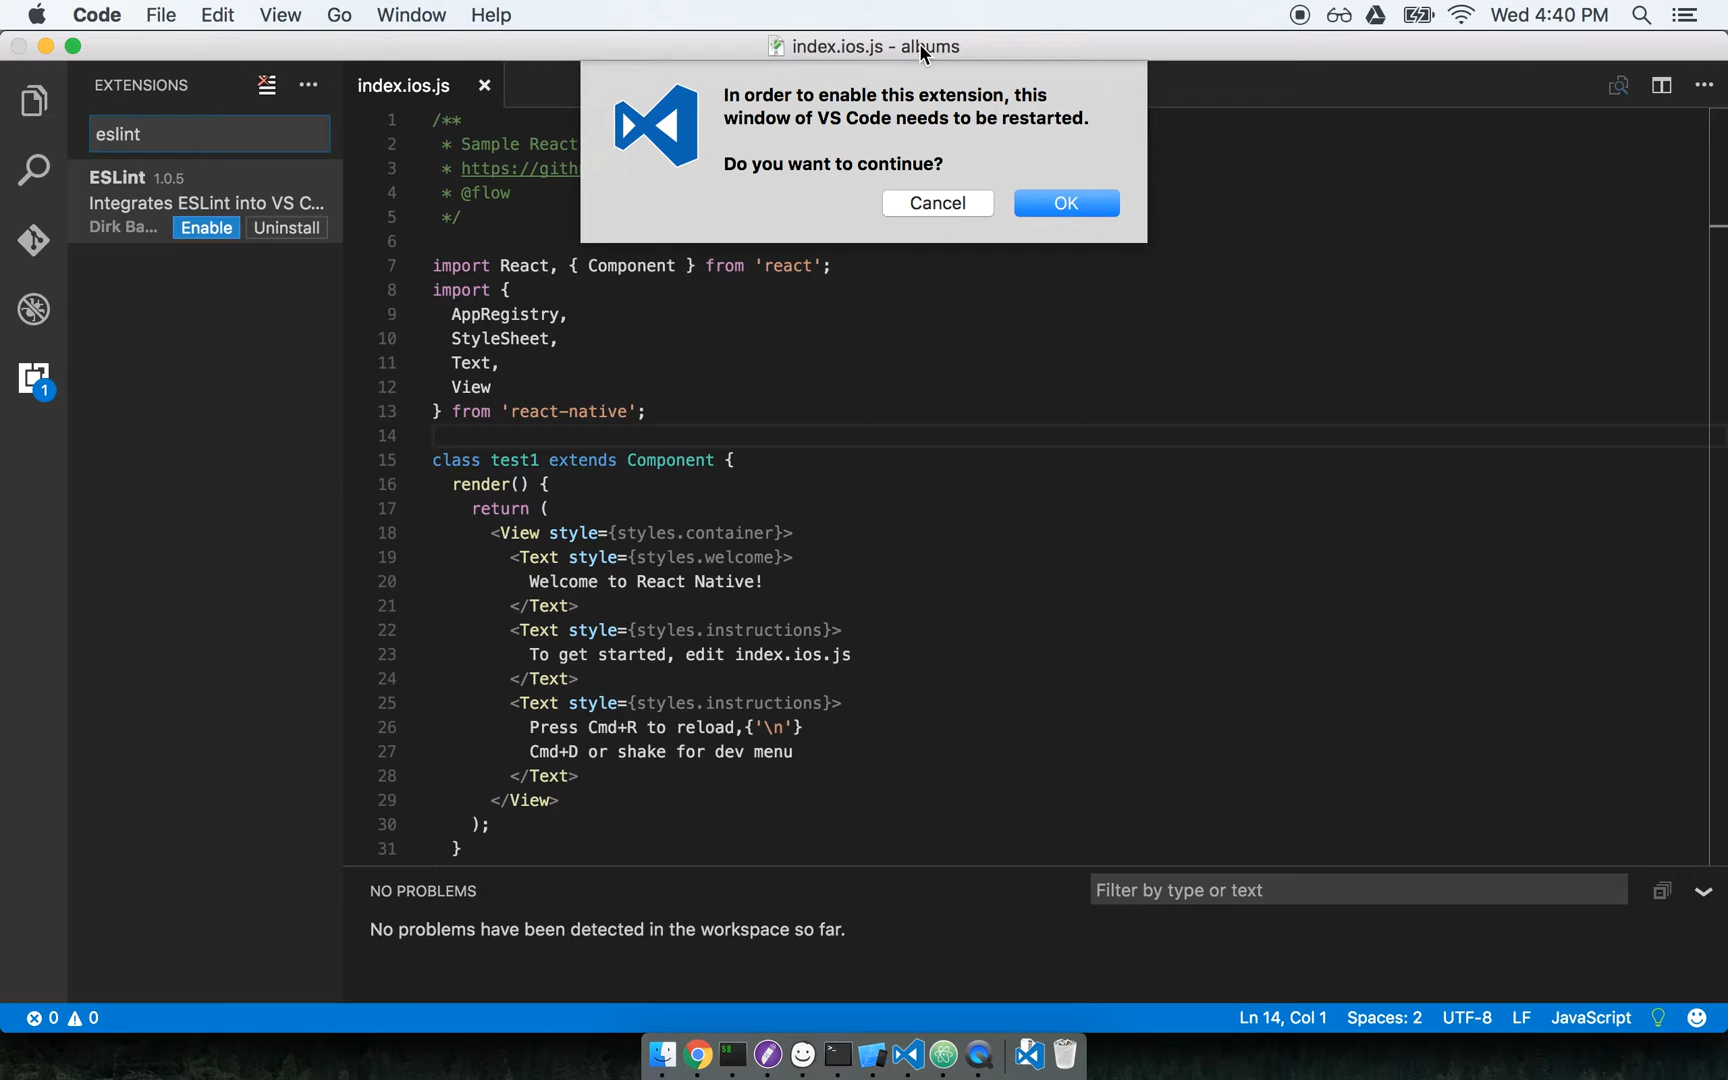 Code File Edit View Go Window Help Wed 4:40 PM
index.ios.js - albums
EXTENSIONS
eslint
ESLint 1.0.5
Integrates ESLint into VS C...
Dirk Ba... Enable Uninstall
1
index.ios.js
In order to enable this extension, this
window of VS Code needs to be restarted.
Do you want to continue?
Cancel OK
1 /**
2 * Sample React
3 * https://gith
4 * @flow
5 */
6
7 import React, { Component } from 'react';
8 import {
9 AppRegistry,
10 StyleSheet,
11 Text,
12 View
13 } from 'react-native';
14
15 class test1 extends Component {
16 render() {
17 return (
18 <View style={styles.container}>
19 <Text style={styles.welcome}>
20 Welcome to React Native!
21 </Text>
22 <Text style={styles.instructions}>
23 To get started, edit index.ios.js
24 </Text>
25 <Text style={styles.instructions}>
26 Press Cmd+R to reload,{'\n'}
27 Cmd+D or shake for dev menu
28 </Text>
29 </View>
30 );
31 }
NO PROBLEMS Filter by type or text
No problems have been detected in the workspace so far.
0 0 Ln 14, Col 1 Spaces: 2 UTF-8 LF JavaScript